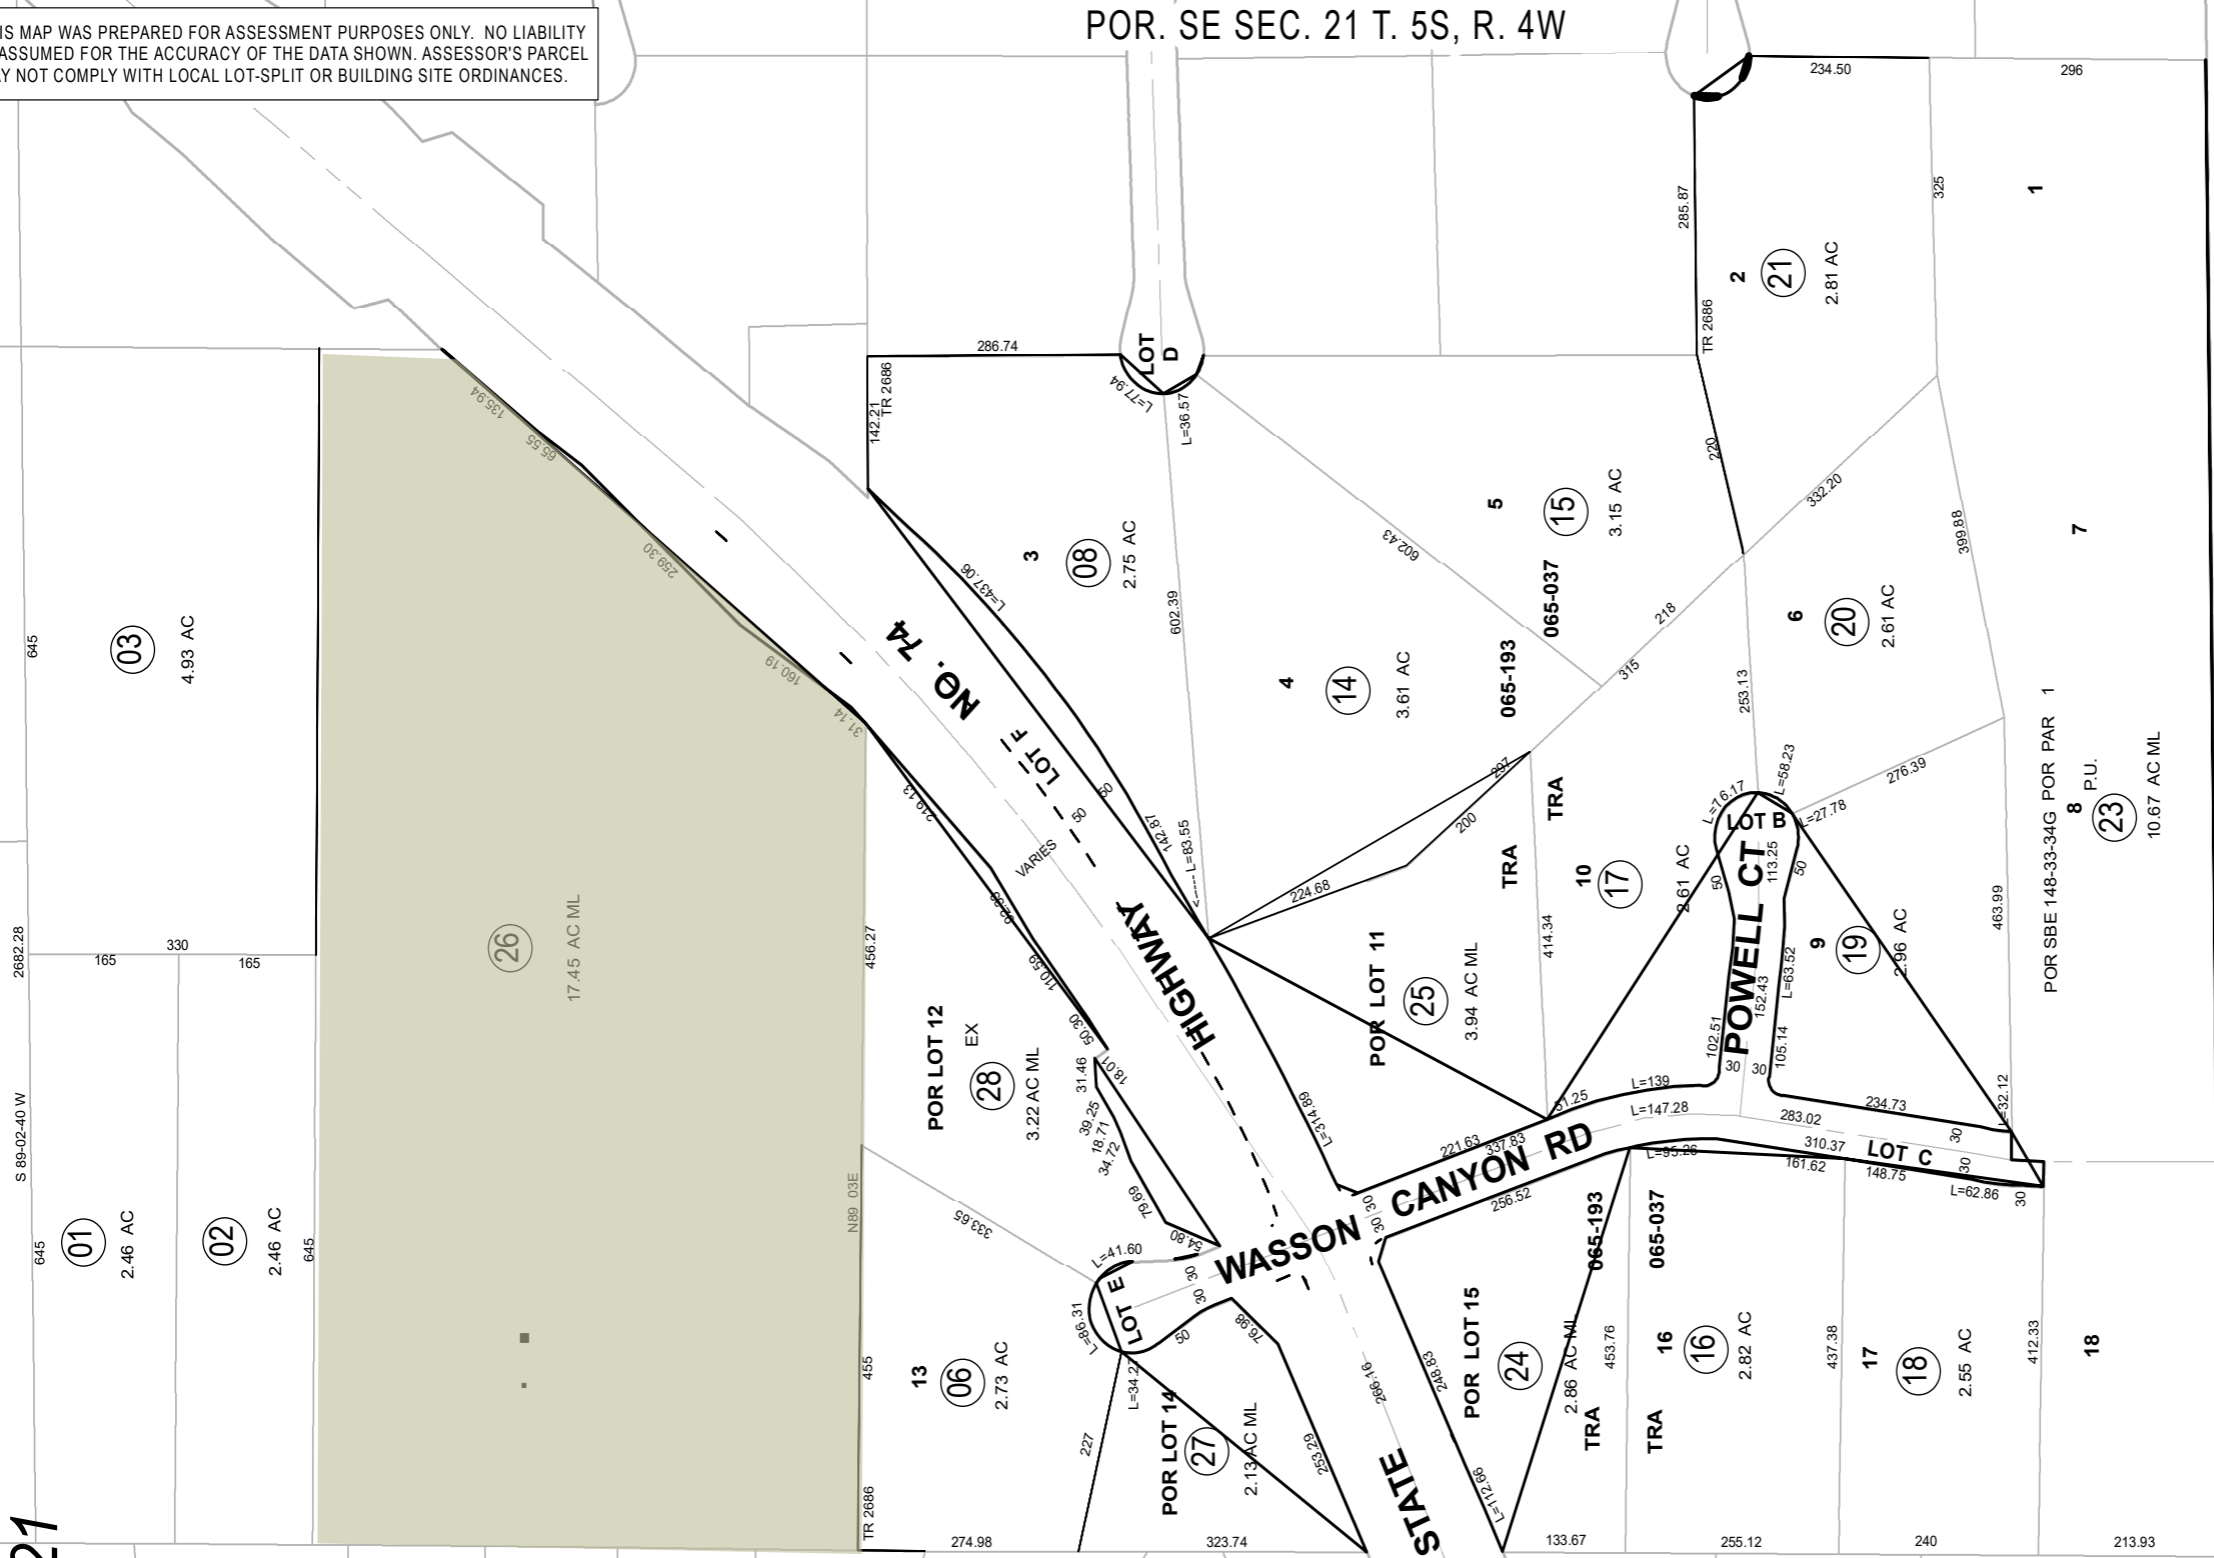 POR. SE SEC. 21 T. 5S, R. 4W
IS MAP WAS PREPARED FOR ASSESSMENT PURPOSES ONLY. NO LIABILITY
ASSUMED FOR THE ACCURACY OF THE DATA SHOWN. ASSESSOR'S PARCEL
Y NOT COMPLY WITH LOCAL LOT-SPLIT OR BUILDING SITE ORDINANCES.
234.50
296
285.87
325
1
2
21
2.81 AC
TR 2686
286.74
LOT
D
142.21
TR 2686
L=77.94
L=36.57
135.94
65.55
259.30
160.19
31.14
220
332.20
399.88
7
3
08
2.75 AC
L=437.06
602.43
5
15
3.15 AC
065-037
602.39
4
14
3.61 AC
065-193
218
315
6
20
2.61 AC
253.13
645
03
4.93 AC
NO. 74
LOT F
50
50
VARIES
219.13
92.39
110.59
50.30
142.87
<---- L=83.55
297
200
224.68
TRA
TRA
10
17
2.61 AC
414.34
L=76.17
L=58.23
L=27.78
276.39
LOT B
113.25
50
50
POWELL CT
152.43
L=63.52
102.51
105.14
30
30
9
19
2.96 AC
463.99
POR SBE 148-33-34G POR PAR 1
8
P.U.
23
10.67 AC ML
2682.28
330
165
165
26
17.45 AC ML
456.27
HIGHWAY
POR LOT 11
25
3.94 AC ML
POR LOT 12
EX
28
3.22 AC ML
18.01
31.46
39.25
18.71
34.72
79.69
54.80
L=314.89
51.25
L=139
L=147.28
221.63
337.83
WASSON CANYON RD
256.52
30
30
30
30
L=95.26
234.73
283.02
310.37
161.62
148.75
LOT C
30
30
30
L=32.12
L=62.86
S 89-02-40 W
645
01
2.46 AC
02
2.46 AC
645
N89 03E
333.65
L=41.60
LOT E
30
30
L=86.31
50
76.98
L=34.2
455
13
06
2.73 AC
227
POR LOT 14
27
2.13 AC ML
253.29
266.16
248.83
POR LOT 15
24
2.86 AC ML
065-193
065-037
453.76
16
16
2.82 AC
437.38
17
18
2.55 AC
412.33
18
TRA
TRA
STATE
L=112.66
TR 2686
21
274.98
323.74
133.67
255.12
240
213.93